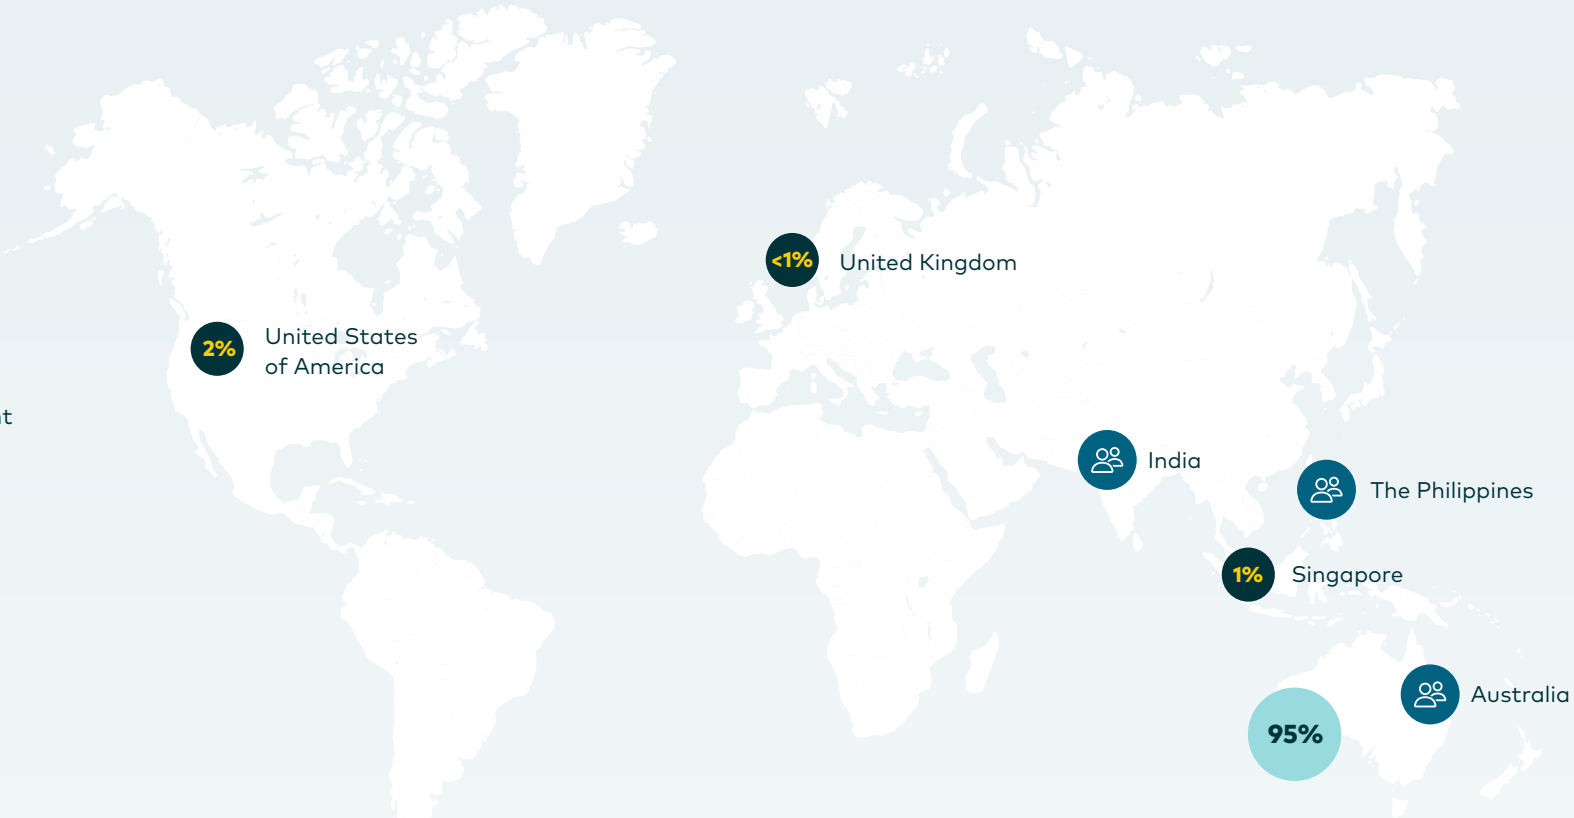 <1%
United Kingdom
2%
United States
of America
India
The Philippines
1%
Singapore
Australia
95%